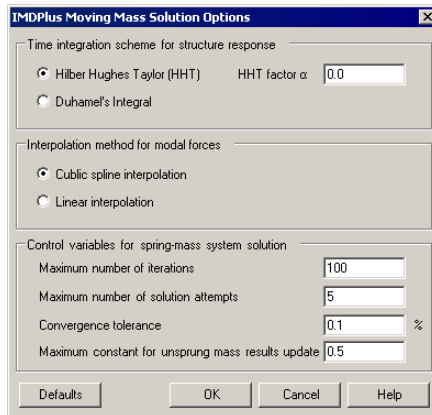 IMDPlus Moving Mass Solution Options
Time integration scheme for structure response
Hilber Hughes Taylor (HHT) HHT factor α 0.0
Duhamel's Integral
Interpolation method for modal forces
Cublic spline interpolation
Linear interpolation
Control variables for spring-mass system solution
Maximum number of iterations 100
Maximum number of solution attempts 5
Convergence tolerance 0.1 %
Maximum constant for unsprung mass results update 0.5
Defaults OK Cancel Help